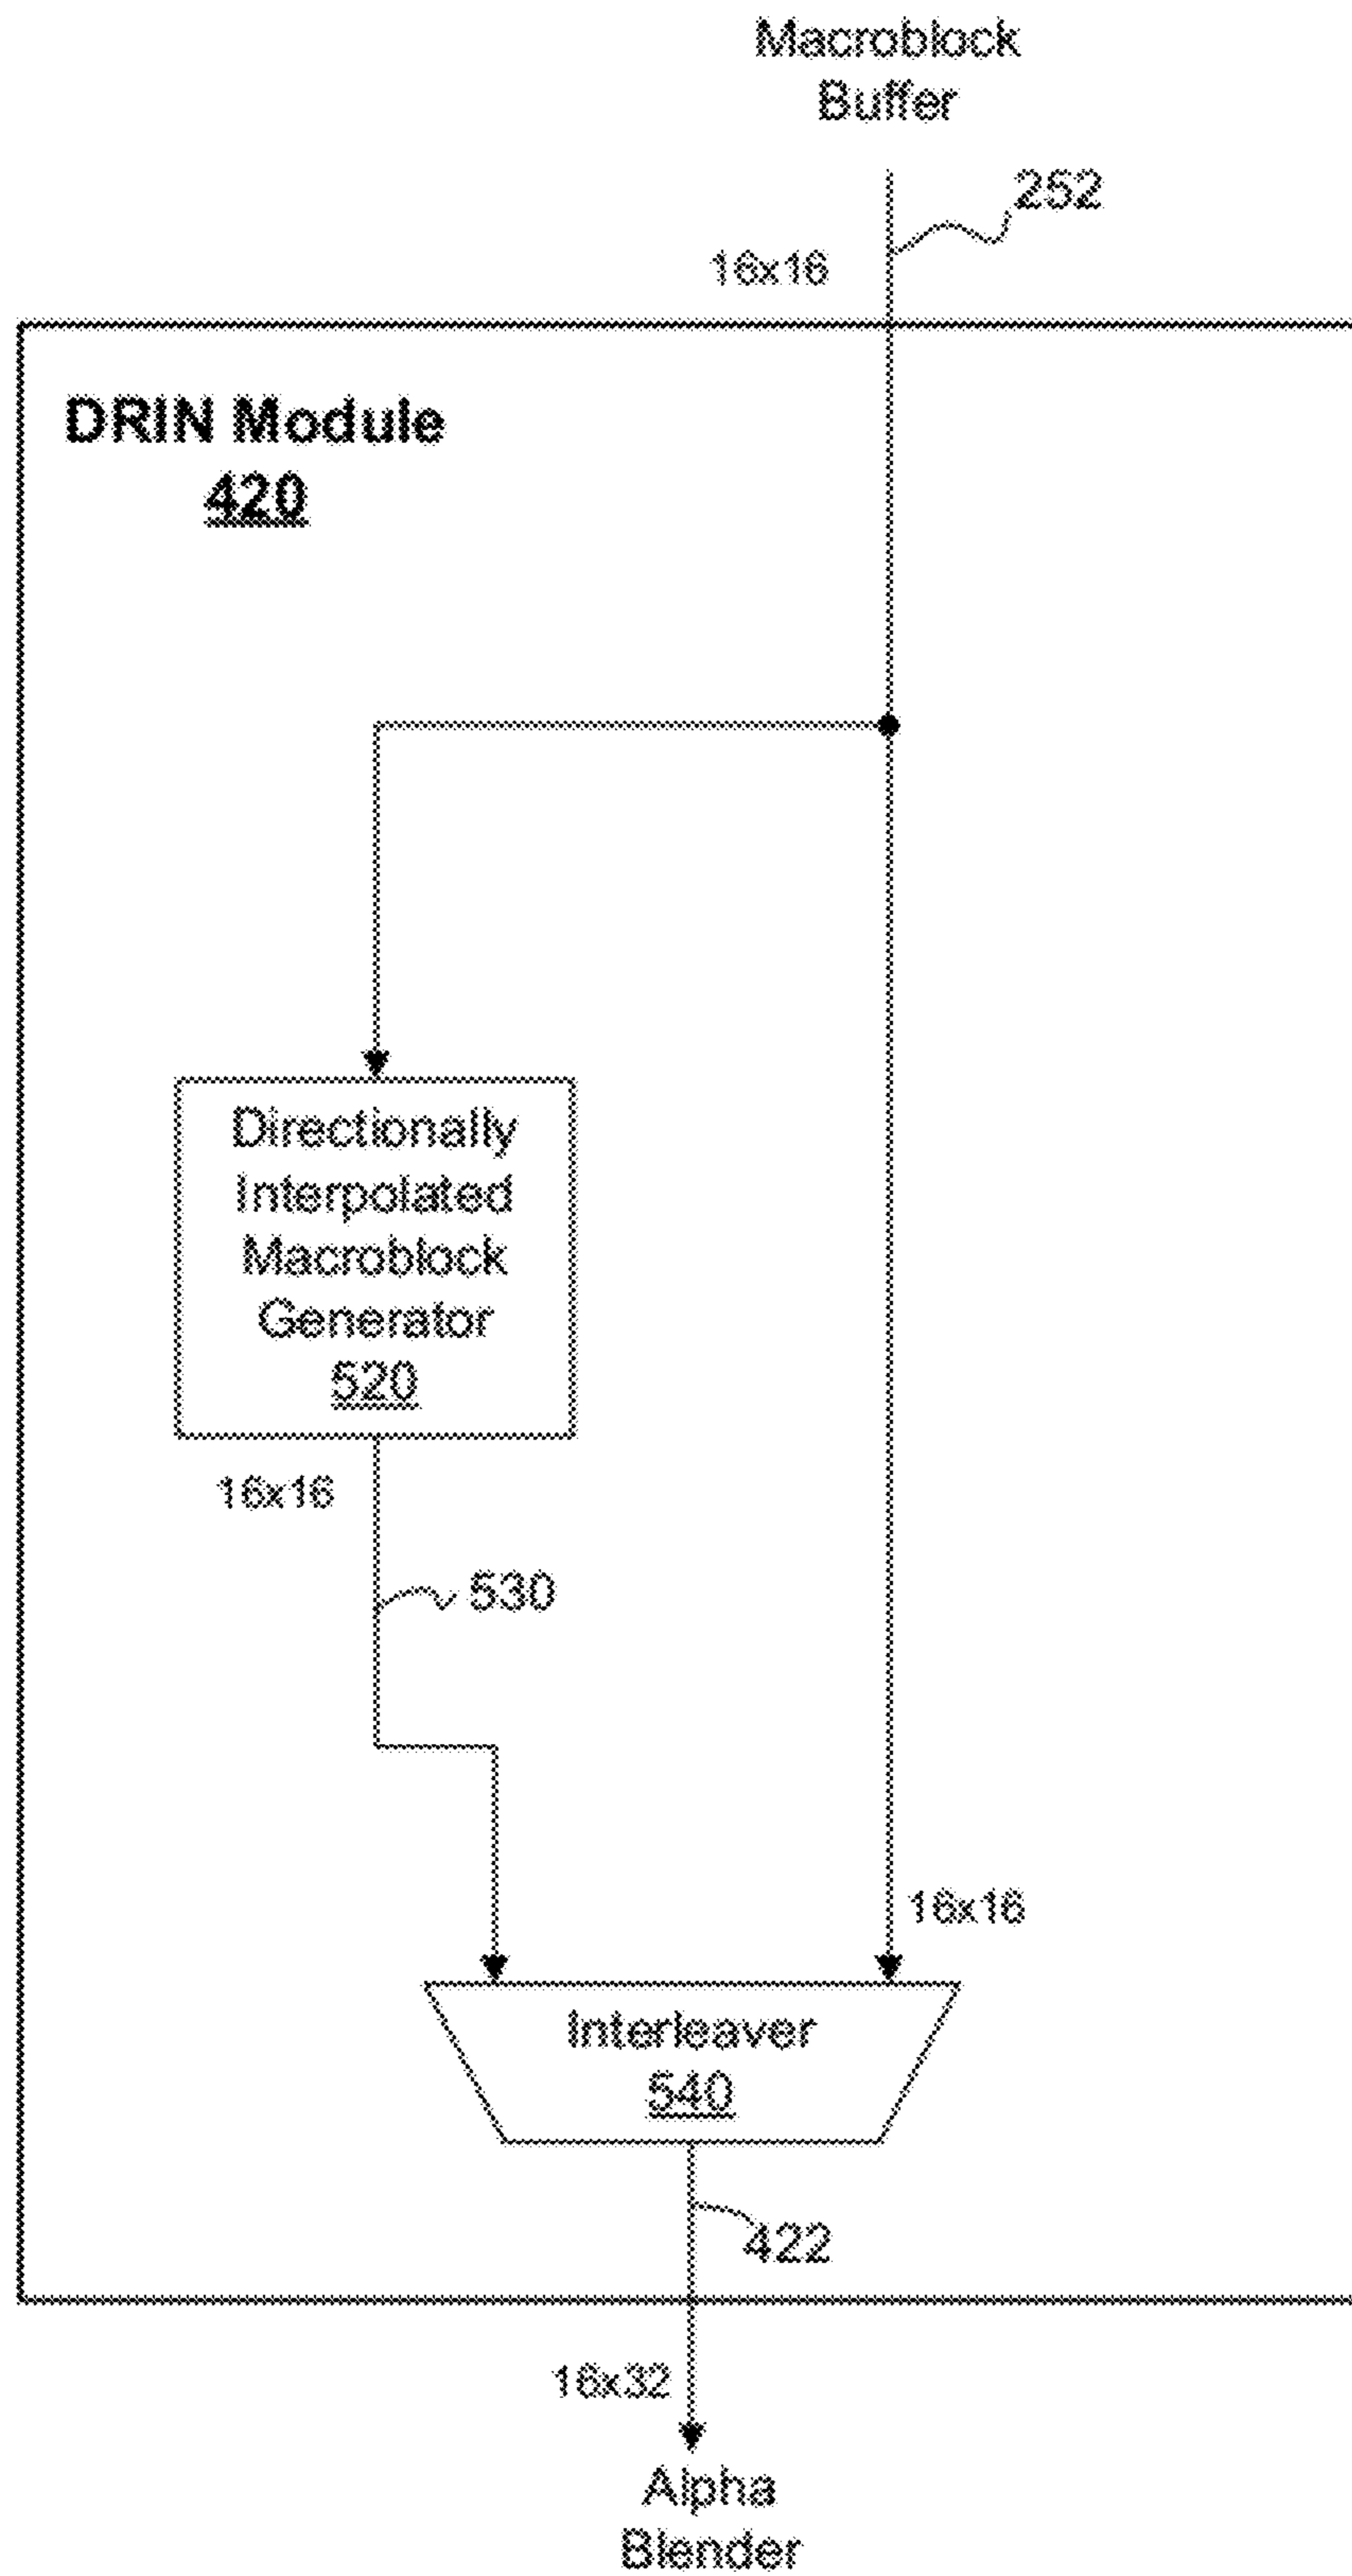 Macroblock
Buffer
252
16x16
DRIN Module
420
Directionally
Interpolated
Macroblock
Generator
520
16x16
530
16x16
Interleaver
540
422
16x32
Alpha
Blender